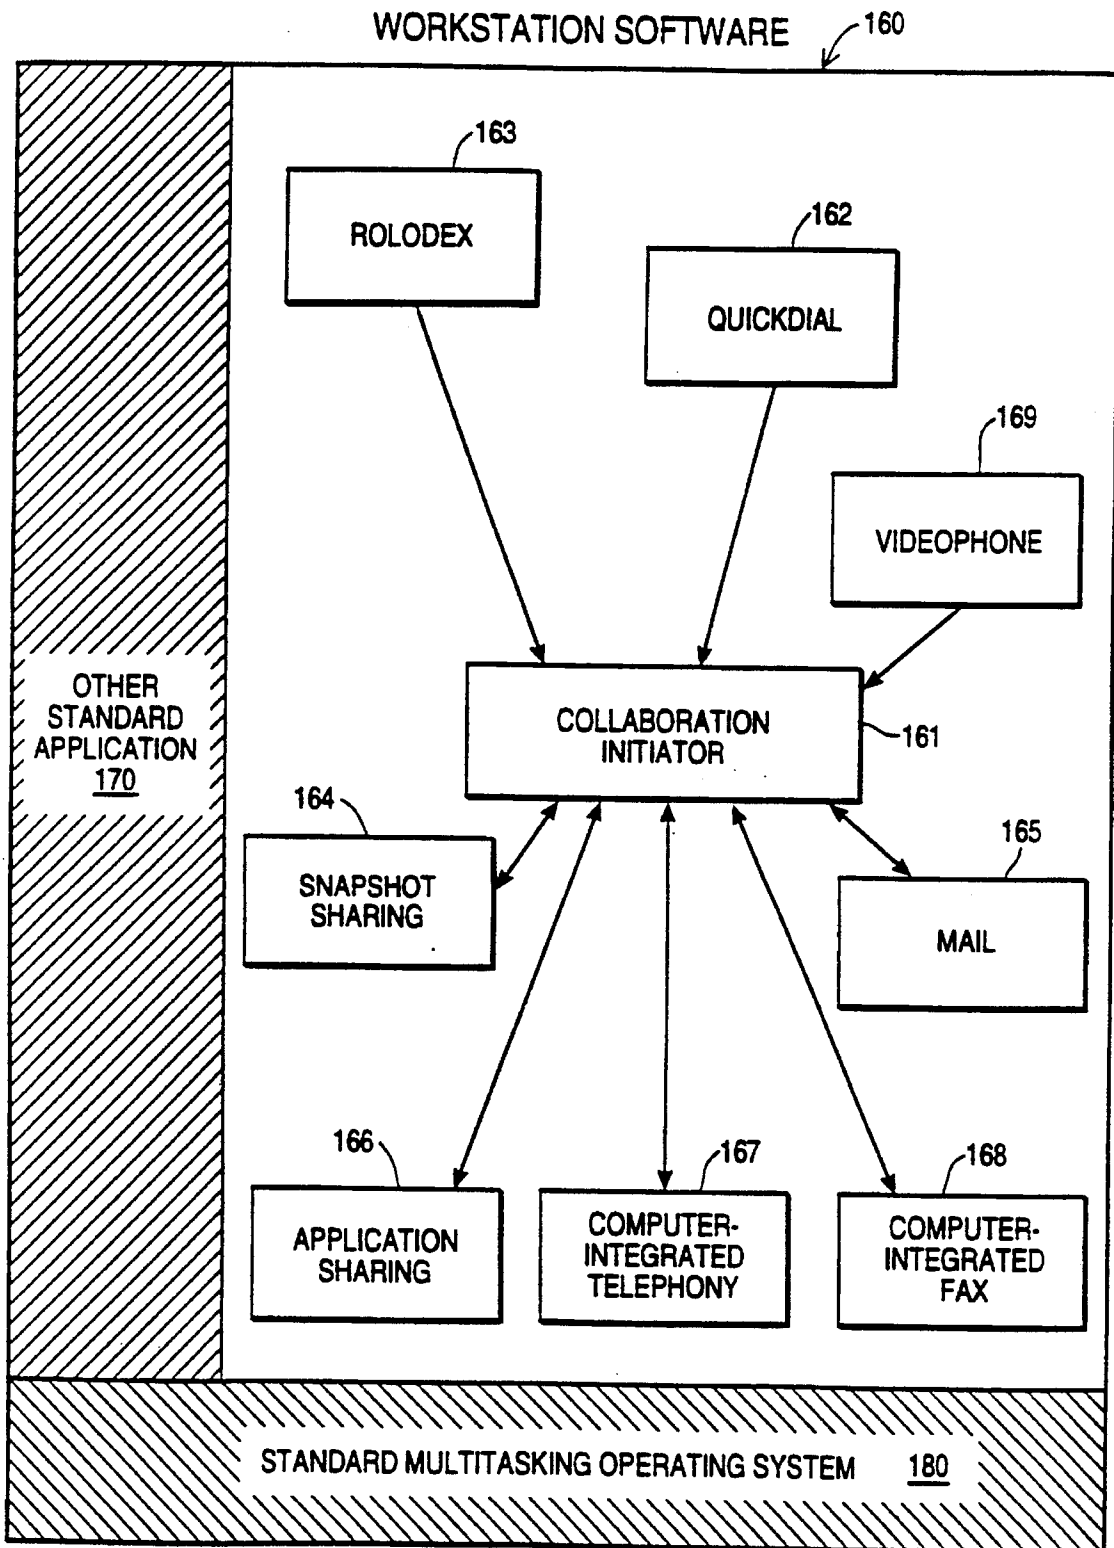 WORKSTATION SOFTWARE
160
163
ROLODEX
162
QUICKDIAL
169
VIDEOPHONE
OTHER
STANDARD
APPLICATION
170
COLLABORATION
INITIATOR
161
164
SNAPSHOT
SHARING
165
MAIL
166
APPLICATION
SHARING
167
COMPUTER-
INTEGRATED
TELEPHONY
168
COMPUTER-
INTEGRATED
FAX
STANDARD MULTITASKING OPERATING SYSTEM 180